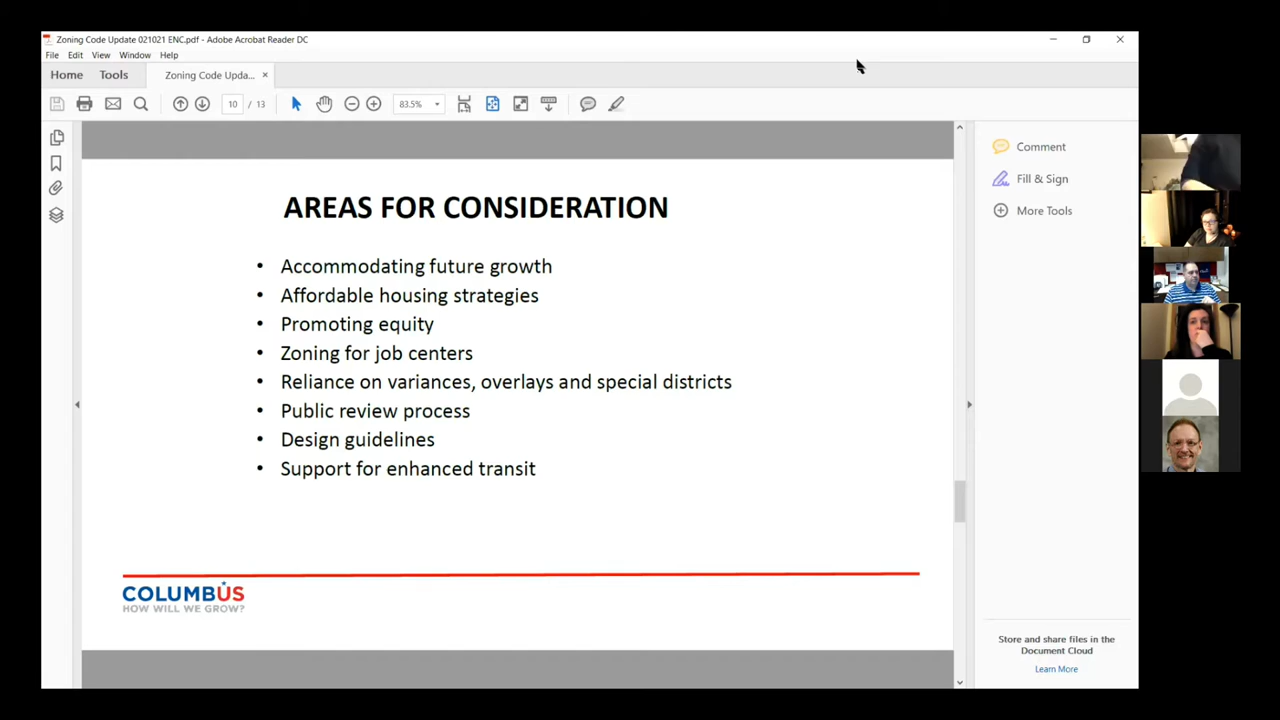 Zoning Code Update 021021 ENC.pdf - Adobe Acrobat Reader DC
File Edit View Window Help
Home Tools Zoning Code Upda... ×
10 / 13 83.5%
AREAS FOR CONSIDERATION
• Accommodating future growth
• Affordable housing strategies
• Promoting equity
• Zoning for job centers
• Reliance on variances, overlays and special districts
• Public review process
• Design guidelines
• Support for enhanced transit
COLUMBUS
HOW WILL WE GROW?
Comment
Fill & Sign
More Tools
Store and share files in the
Document Cloud
Learn More